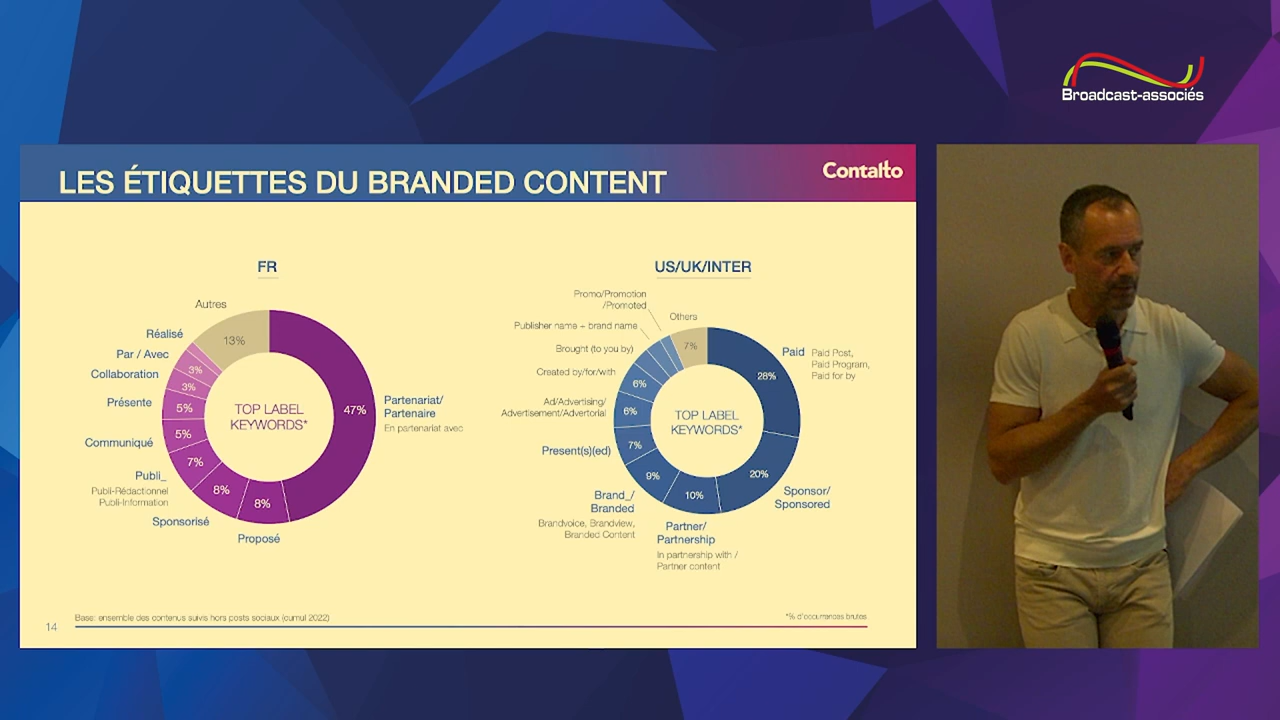 Broadcast-associés
LES ÉTIQUETTES DU BRANDED CONTENT
Contalto
FR
Autres
Réalisé
Par / Avec
Collaboration
Présente
Communiqué
Publi_
Publi-Rédactionnel
Publi-Information
Sponsorisé
Proposé
Partenariat/
Partenaire
En partenariat avec
13%
3%
3%
5%
5%
7%
8%
8%
47%
TOP LABEL
KEYWORDS*
US/UK/INTER
Promo/Promotion
/Promoted
Others
Publisher name + brand name
Brought (to you by)
Created by/for/with
Ad/Advertising/
Advertisement/Advertorial
Present(s)(ed)
Brand_/
Branded
Brandvoice, Brandview,
Branded Content
Partner/
Partnership
In partnership with /
Partner content
Sponsor/
Sponsored
Paid
Paid Post,
Paid Program,
Paid for by
7%
28%
6%
6%
7%
9%
10%
20%
TOP LABEL
KEYWORDS*
14
Base: ensemble des contenus suivis hors posts sociaux (cumul 2022)
*% d'occurrences brutes